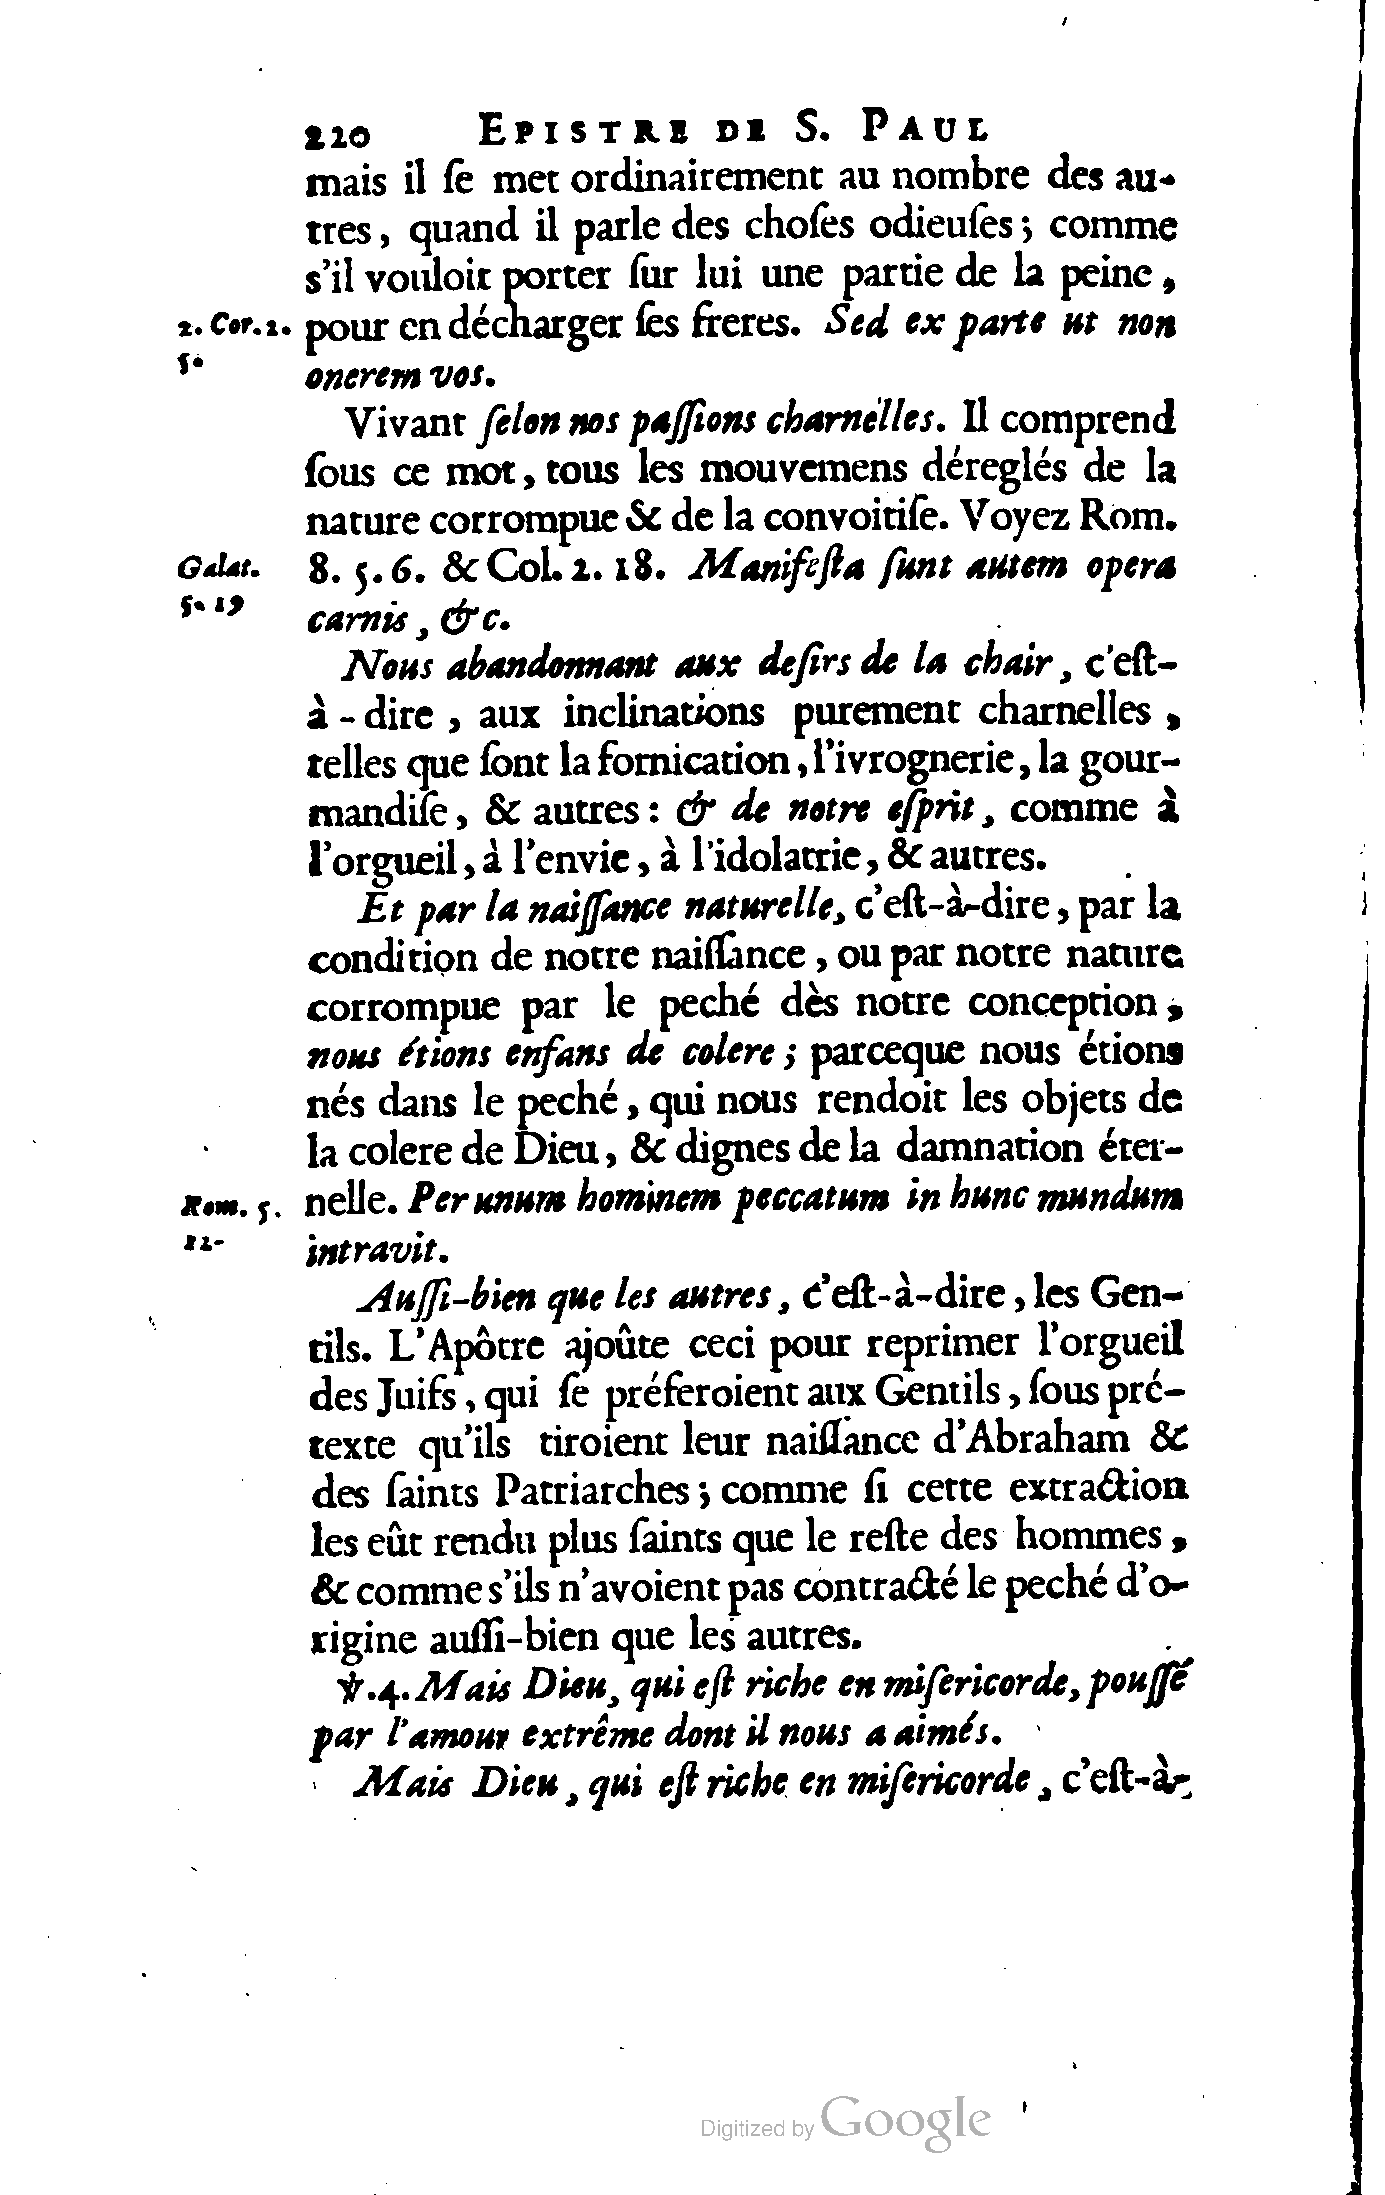 220 EPISTRE DE S. PAUL
mais il ſe met ordinairement au nombre des au-
tres, quand il parle des choſes odieuſes; comme
s'il vouloit porter ſur lui une partie de la peine,
2. Cor. 2. pour en décharger ſes freres. Sed ex parte ut non
5. onerem vos.
Vivant ſelon nos paſſions charnelles. Il comprend
ſous ce mot, tous les mouvemens déreglés de la
nature corrompue & de la convoitiſe. Voyez Rom.
Galat. 8. 5. 6. & Col. 2. 18. Manifeſta ſunt autem opera
5. 19 carnis, &c.
Nous abandonnant aux deſirs de la chair, c'eſt-
à-dire, aux inclinations purement charnelles,
telles que ſont la fornication, l'ivrognerie, la gour-
mandiſe, & autres: & de notre eſprit, comme à
l'orgueil, à l'envie, à l'idolatrie, & autres.
Et par la naiſſance naturelle, c'eſt-à-dire, par la
condition de notre naiſſance, ou par notre nature
corrompue par le peché dès notre conception,
nous étions enfans de colere; parceque nous étions
nés dans le peché, qui nous rendoit les objets de
la colere de Dieu, & dignes de la damnation éter-
Rom. 5. nelle. Per unum hominem peccatum in hunc mundum
12- intravit.
Auſſi-bien que les autres, c'eſt-à-dire, les Gen-
tils. L'Apôtre ajoûte ceci pour reprimer l'orgueil
des Juifs, qui ſe préferoient aux Gentils, ſous pré-
texte qu'ils tiroient leur naiſſance d'Abraham &
des ſaints Patriarches; comme ſi cette extraction
les eût rendu plus ſaints que le reſte des hommes,
& comme s'ils n'avoient pas contracté le peché d'o-
rigine auſſi-bien que les autres.
℣.4. Mais Dieu, qui eſt riche en miſericorde, pouſſé
par l'amour extrême dont il nous a aimés.
Mais Dieu, qui eſt riche en miſericorde, c'eſt-à-
Digitized by Google